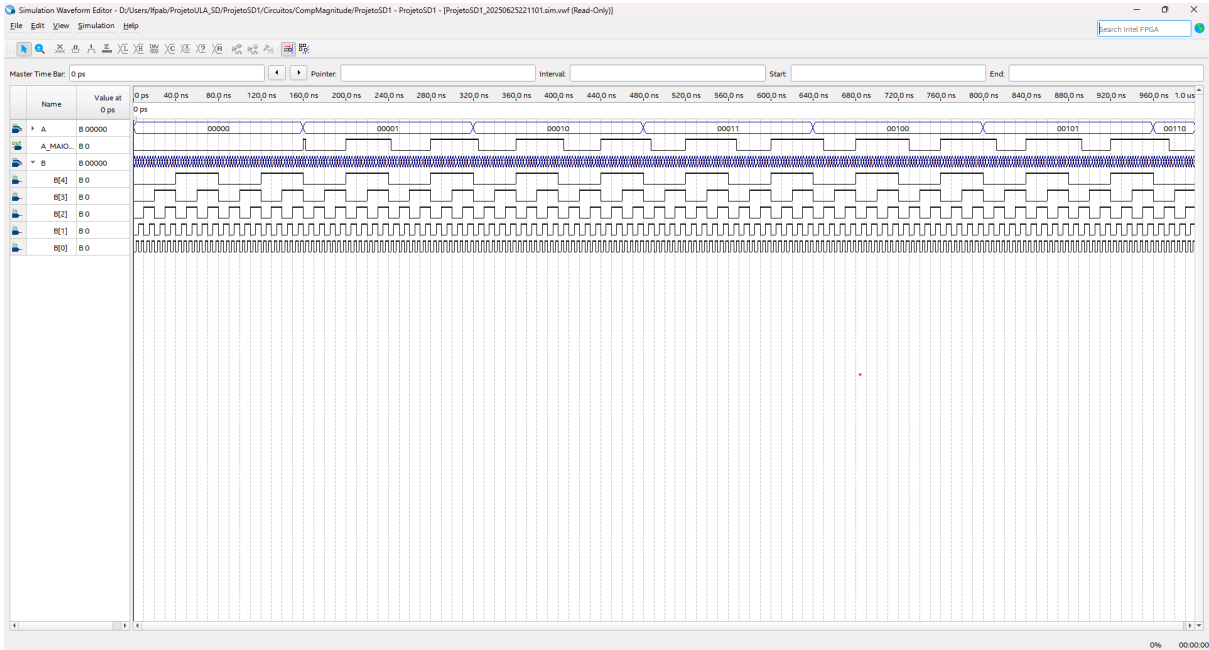 Simulation Waveform Editor - D:/Users/lfpab/ProjetoULA_SD/ProjetoSD1/Circuitos/CompMagnitude/ProjetoSD1 - ProjetoSD1 - [ProjetoSD1_20250625221101.sim.vwf (Read-Only)]
File Edit View Simulation Help
Search Intel FPGA
Master Time Bar: 0 ps Pointer: Interval: Start: End:
Name Value at 0 ps
0 ps 40,0 ns 80,0 ns 120,0 ns 160,0 ns 200,0 ns 240,0 ns 280,0 ns 320,0 ns 360,0 ns 400,0 ns 440,0 ns 480,0 ns 520,0 ns 560,0 ns 600,0 ns 640,0 ns 680,0 ns 720,0 ns 760,0 ns 800,0 ns 840,0 ns 880,0 ns 920,0 ns 960,0 ns 1.0 us
0 ps
A B 00000 00000 00001 00010 00011 00100 00101 00110
A_MAIO... B 0
B B 00000
B[4] B 0
B[3] B 0
B[2] B 0
B[1] B 0
B[0] B 0
0% 00:00:00